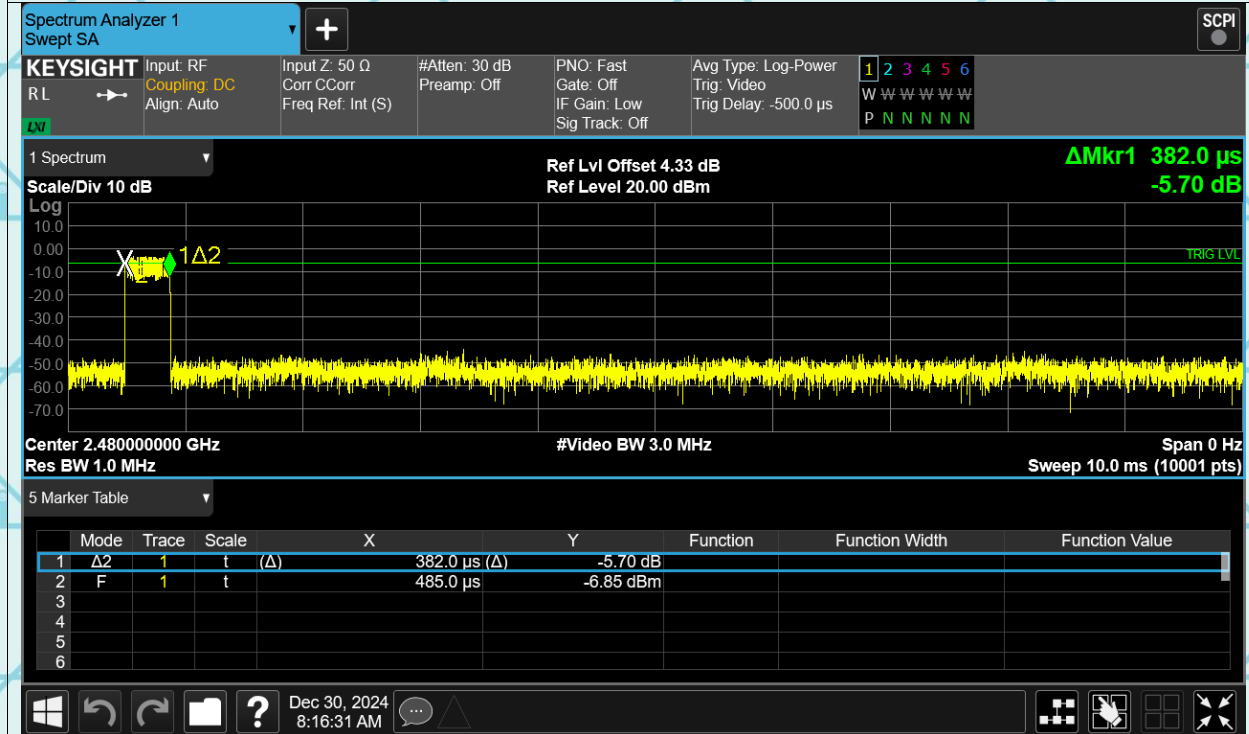 Spectrum Analyzer 1
Swept SA
SCPI
KEYSIGHT
R L
LXI
Input: RF
Coupling: DC
Align: Auto
Input Z: 50 Ω
Corr CCorr
Freq Ref: Int (S)
#Atten: 30 dB
Preamp: Off
PNO: Fast
Gate: Off
IF Gain: Low
Sig Track: Off
Avg Type: Log-Power
Trig: Video
Trig Delay: -500.0 µs
1 2 3 4 5 6
W W W W W W
P N N N N N
1 Spectrum
Scale/Div 10 dB
Ref Lvl Offset 4.33 dB
Ref Level 20.00 dBm
ΔMkr1 382.0 µs
-5.70 dB
Log
10.0
0.00
-10.0
-20.0
-30.0
-40.0
-50.0
-60.0
-70.0
1Δ2
TRIG LVL
Center 2.480000000 GHz
#Video BW 3.0 MHz
Span 0 Hz
Res BW 1.0 MHz
Sweep 10.0 ms (10001 pts)
5 Marker Table
Mode Trace Scale X Y Function Function Width Function Value
1 Δ2 1 t (Δ) 382.0 µs (Δ) -5.70 dB
2 F 1 t 485.0 µs -6.85 dBm
3
4
5
6
?
Dec 30, 2024
8:16:31 AM